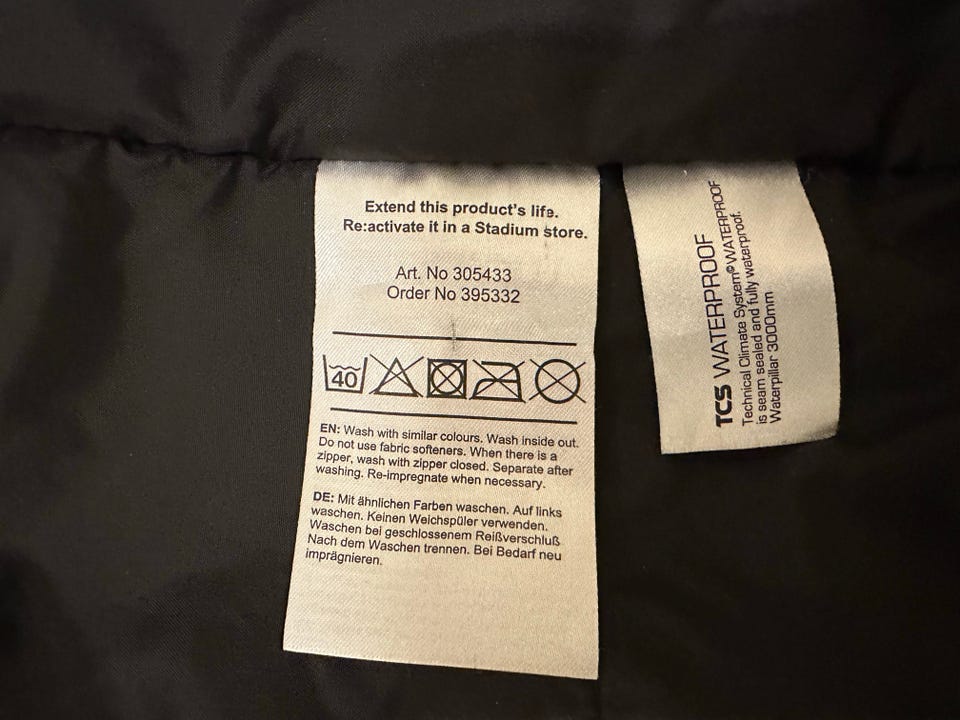 Extend this product's life.
Re:activate it in a Stadium store.
Art. No 305433
Order No 395332
40
EN: Wash with similar colours. Wash inside out.
Do not use fabric softeners. When there is a
zipper, wash with zipper closed. Separate after
washing. Re-impregnate when necessary.
DE: Mit ähnlichen Farben waschen. Auf links
waschen. Keinen Weichspüler verwenden.
Waschen bei geschlossenem Reißverschluß
Nach dem Waschen trennen. Bei Bedarf neu
imprägnieren.
TCS WATERPROOF
Technical Climate System© WATERPROOF
is seam sealed and fully waterproof.
Waterpillar 3000mm